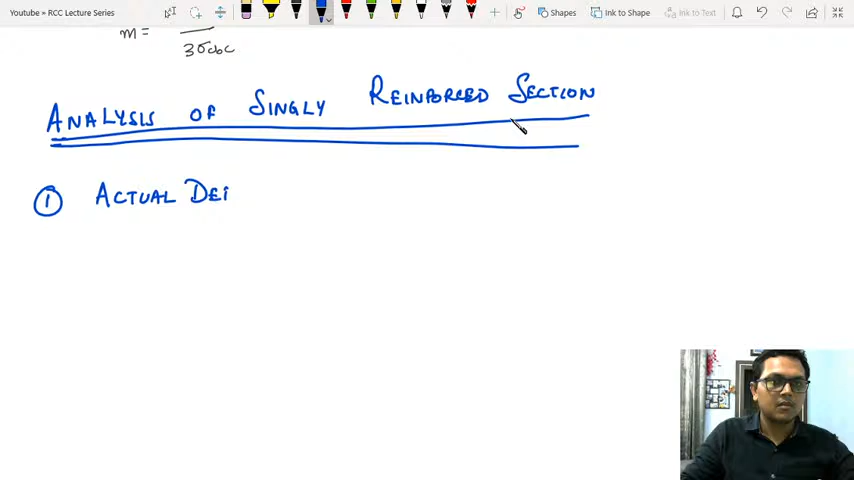 Youtube » RCC Lecture Series
Shapes
Ink to Shape
Ink to Text
m=
3σcbc
ANALYSIS OF SINGLY REINFORCED SECTION
① ACTUAL DEI